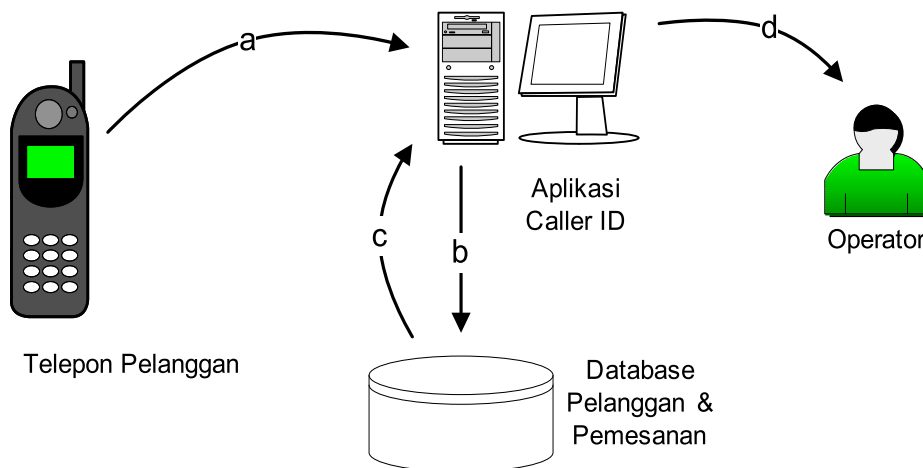 a
d
Aplikasi
Caller ID
Operator
c
b
Telepon Pelanggan
Database
Pelanggan &
Pemesanan